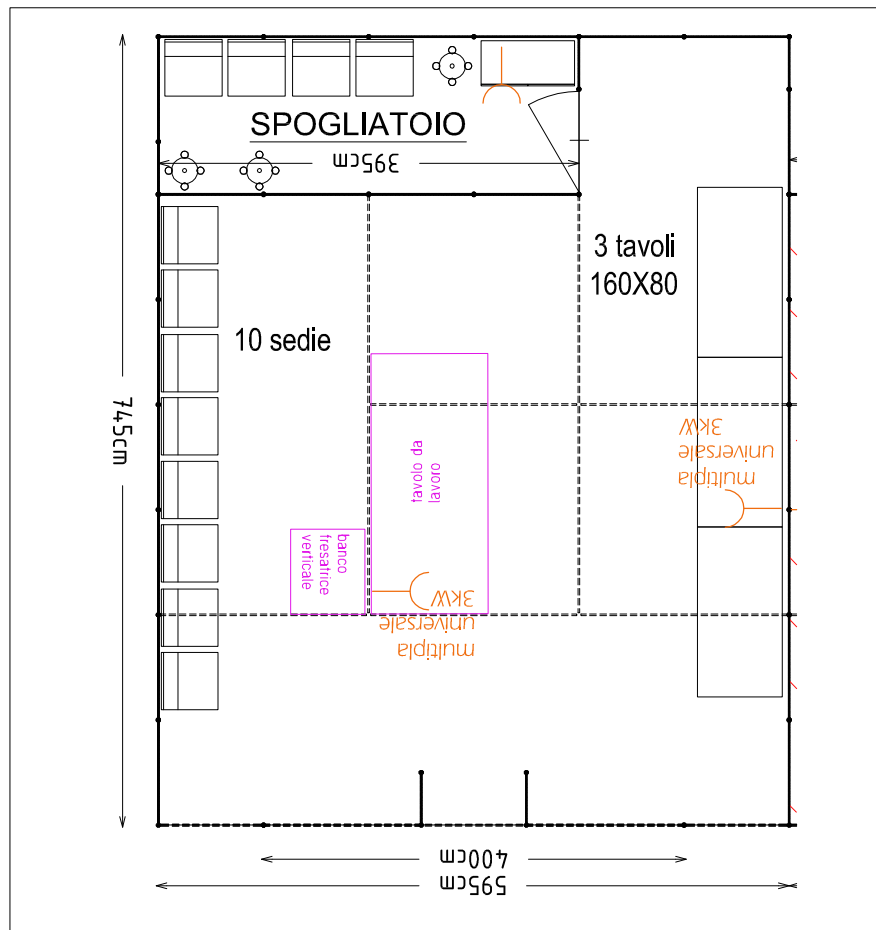 SPOGLIATOIO
395cm
3 tavoli
160X80
10 sedie
745cm
tavolo da
lavoro
multipla
universale
3kW
banco
fresatrice
verticale
multipla
universale
3kW
400cm
595cm